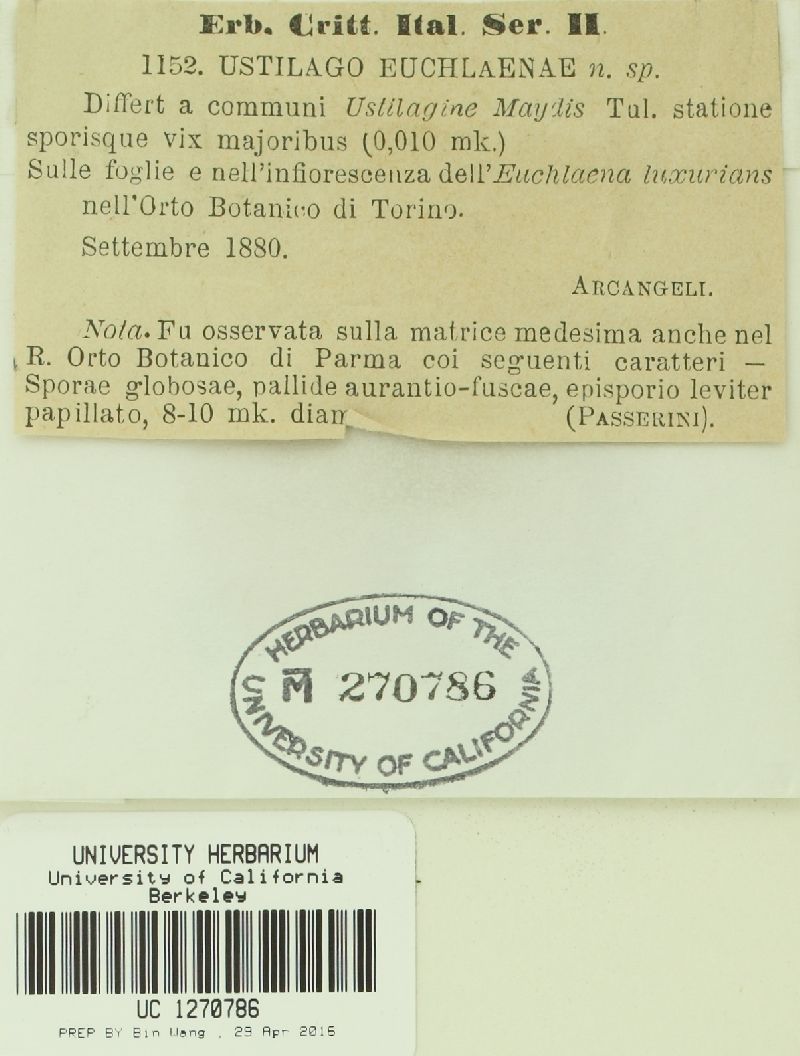 Erb. Critt. Ital. Ser. II.
1152. USTILAGO EUCHLAENAE n. sp.
Differt a communi Ustilagine Maydis Tul. statione
sporisque vix majoribus (0,010 mk.)
Sulle foglie e nell'infiorescenza dell'Euchlaena luxurians
nell'Orto Botanico di Torino.
Settembre 1880.
ARCANGELI.
Nota. Fu osservata sulla matrice medesima anche nel
R. Orto Botanico di Parma coi seguenti caratteri —
Sporae globosae, pallide aurantio-fuscae, episporio leviter
papillato, 8-10 mk. diam (PASSERINI).
HERBARIUM OF THE
M 270786
UNIVERSITY OF CALIFORNIA
UNIVERSITY HERBARIUM
University of California
Berkeley
UC 1270786
PREP BY Bin Wang , 29 Apr 2016